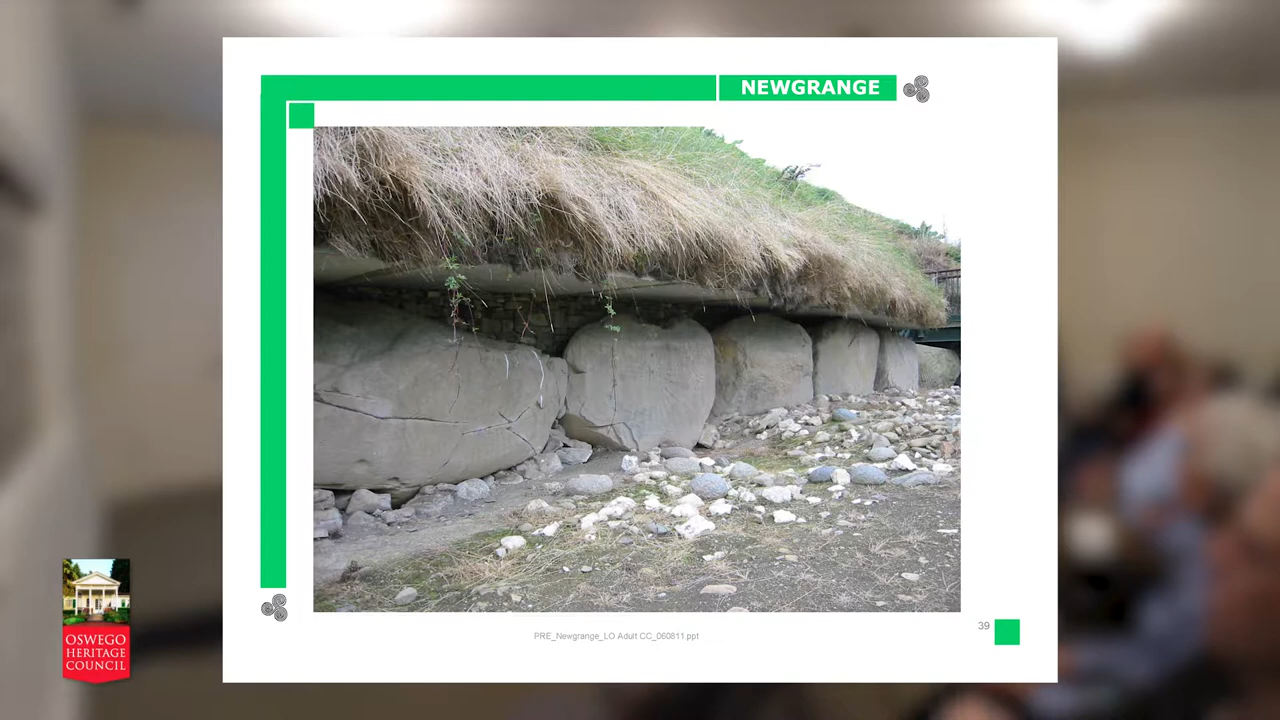 NEWGRANGE
PRE_Newgrange_LO Adult CC_060811.ppt
39
OSWEGO
HERITAGE
COUNCIL